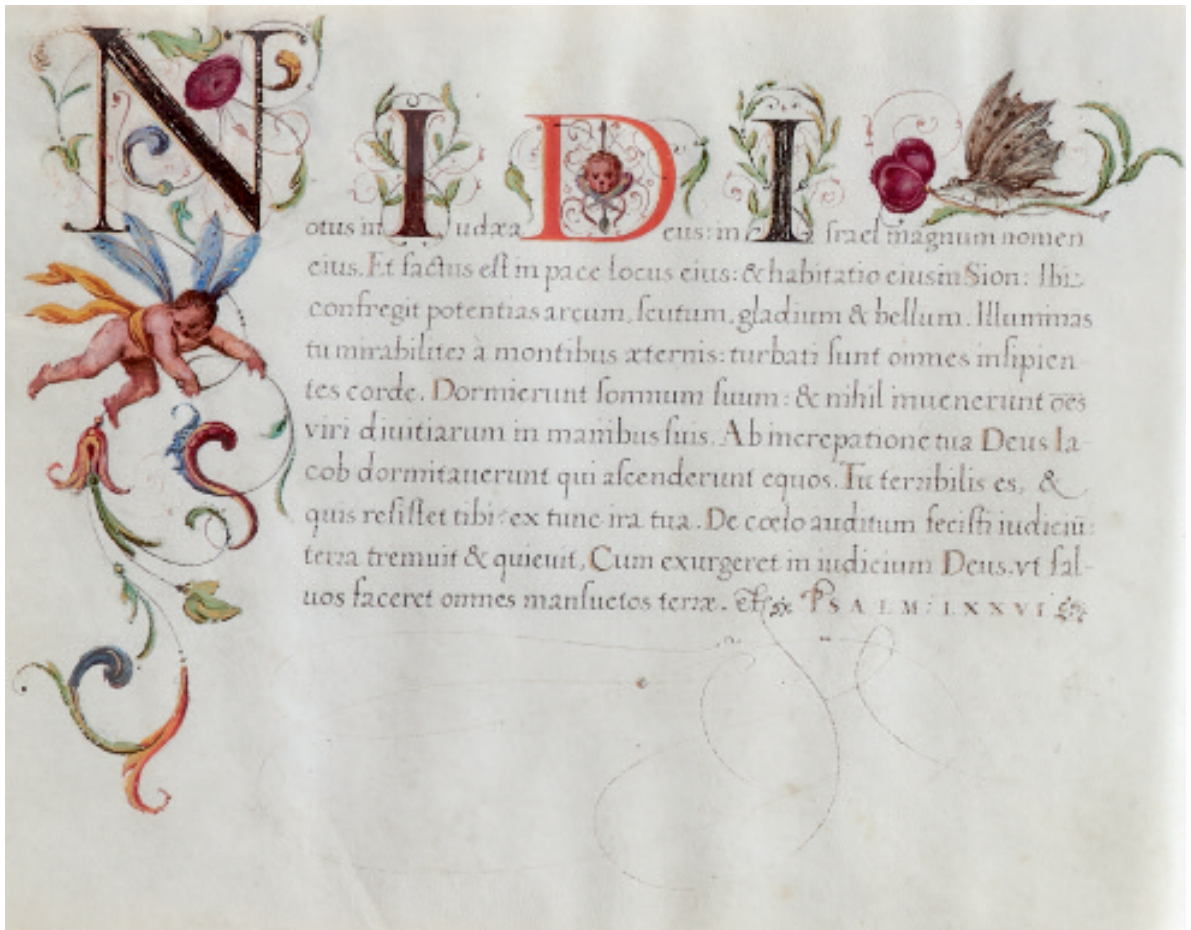 Notus in Iudæa Deus: in Israel magnum nomen
eius. Et factus est in pace locus eius: & habitatio eius in Sion: Ibi
confregit potentias arcum, scutum, gladium & bellum. Illuminas
tu mirabiliter à montibus æternis: turbati sunt omnes insipien-
tes corde. Dormierunt somnum suum: & nihil inuenerunt oẽs
viri diuitiarum in manibus suis. Ab increpatione tua Deus Ia-
cob dormitauerunt qui ascenderunt equos. Tu terribilis es, &
quis resistet tibi: ex tunc ira tua. De cœlo auditum fecisti iudiciũ:
terra tremuit & quieuit, Cum exurgeret in iudicium Deus. vt sal-
uos faceret omnes mansuetos terræ. Et PSALM: LXXVI